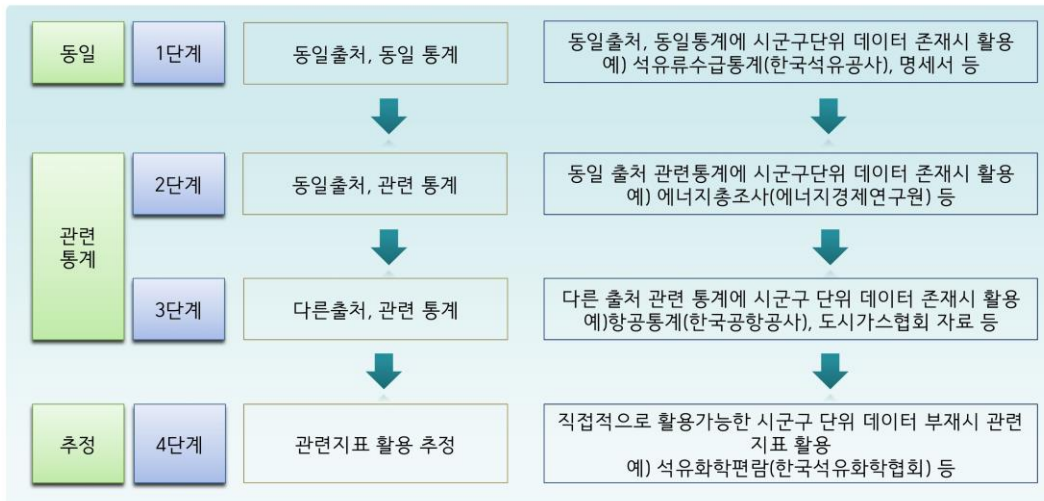 동일
1단계
동일출처, 동일 통계
동일출처, 동일통계에 시군구단위 데이터 존재시 활용
예) 석유류수급통계(한국석유공사), 명세서 등
관련
통계
2단계
동일출처, 관련 통계
동일 출처 관련통계에 시군구단위 데이터 존재시 활용
예) 에너지총조사(에너지경제연구원) 등
3단계
다른출처, 관련 통계
다른 출처 관련 통계에 시군구 단위 데이터 존재시 활용
예)항공통계(한국공항공사), 도시가스협회 자료 등
추정
4단계
관련지표 활용 추정
직접적으로 활용가능한 시군구 단위 데이터 부재시 관련
지표 활용
예) 석유화학편람(한국석유화학협회) 등